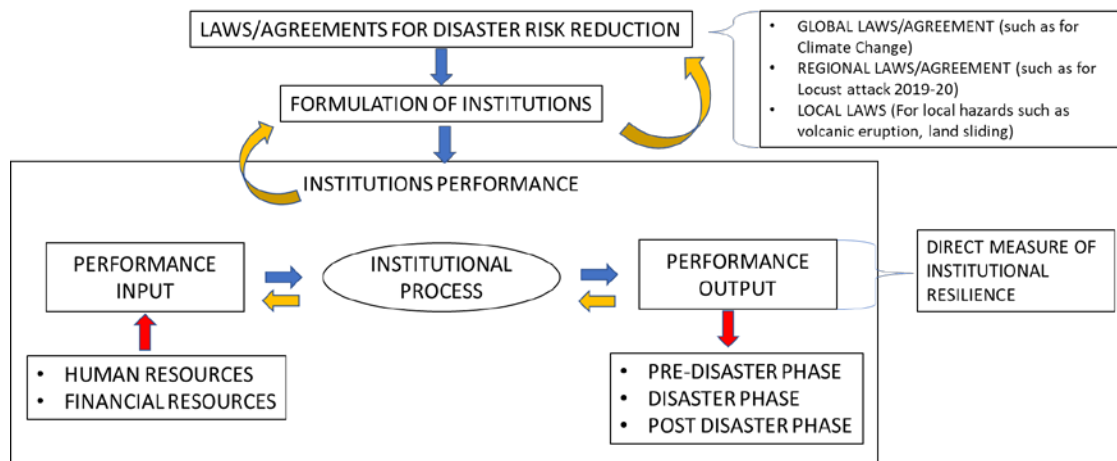 LAWS/AGREEMENTS FOR DISASTER RISK REDUCTION
• GLOBAL LAWS/AGREEMENT (such as for
Climate Change)
• REGIONAL LAWS/AGREEMENT (such as for
Locust attack 2019-20)
• LOCAL LAWS (For local hazards such as
volcanic eruption, land sliding)
FORMULATION OF INSTITUTIONS
INSTITUTIONS PERFORMANCE
PERFORMANCE
INPUT
INSTITUTIONAL
PROCESS
PERFORMANCE
OUTPUT
DIRECT MEASURE OF
INSTITUTIONAL
RESILIENCE
• HUMAN RESOURCES
• FINANCIAL RESOURCES
• PRE-DISASTER PHASE
• DISASTER PHASE
• POST DISASTER PHASE